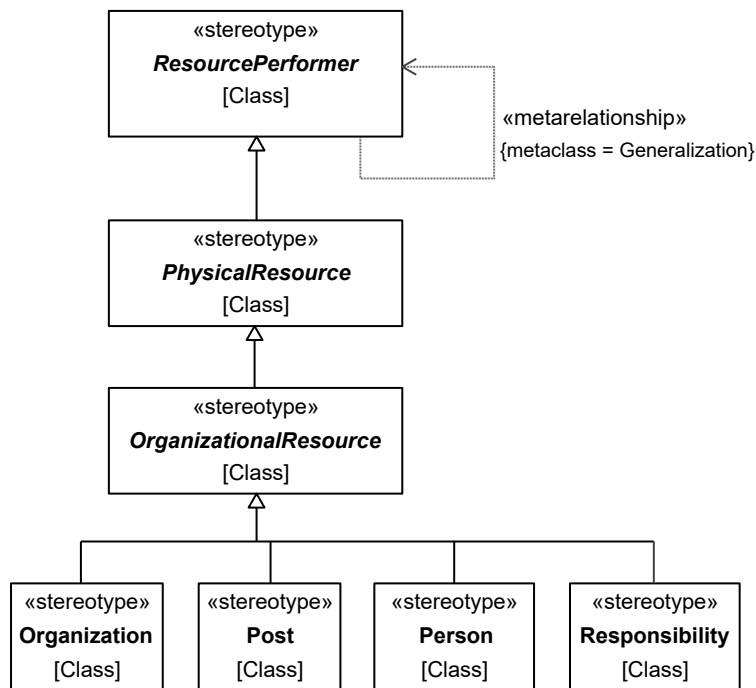 «stereotype»
ResourcePerformer
[Class]
«metarelationship»
{metaclass = Generalization}
«stereotype»
PhysicalResource
[Class]
«stereotype»
OrganizationalResource
[Class]
«stereotype»
Organization
[Class]
«stereotype»
Post
[Class]
«stereotype»
Person
[Class]
«stereotype»
Responsibility
[Class]